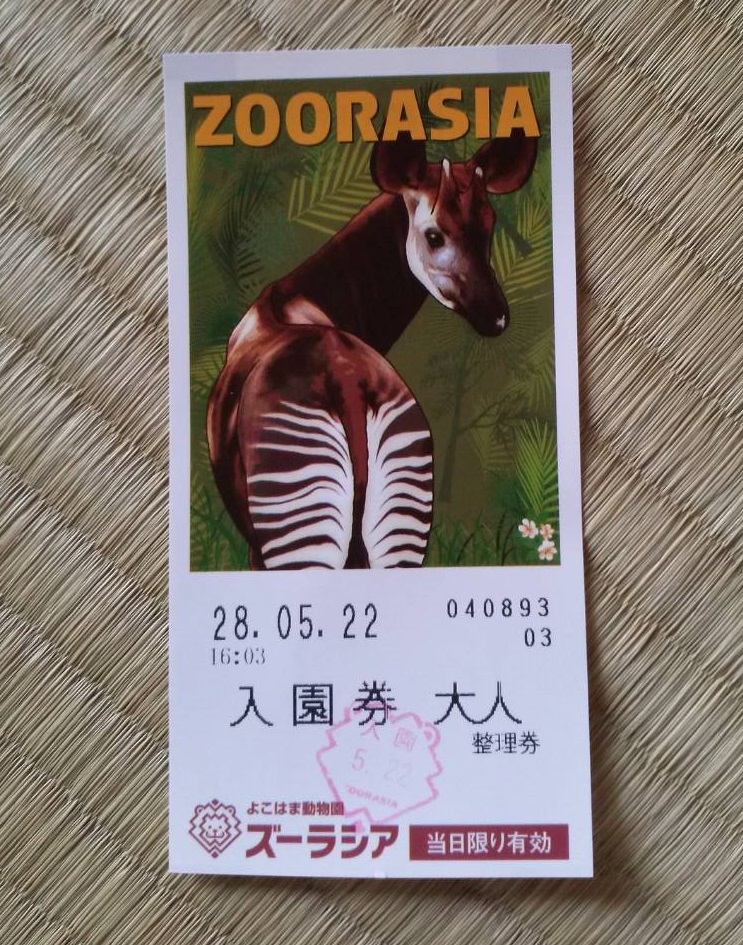 ZOORASIA
28.05.22
040893
03
16:03
入園券 大人
整理券
入園
5.22
ZOORASIA
よこはま動物園
ズーラシア
当日限り有効